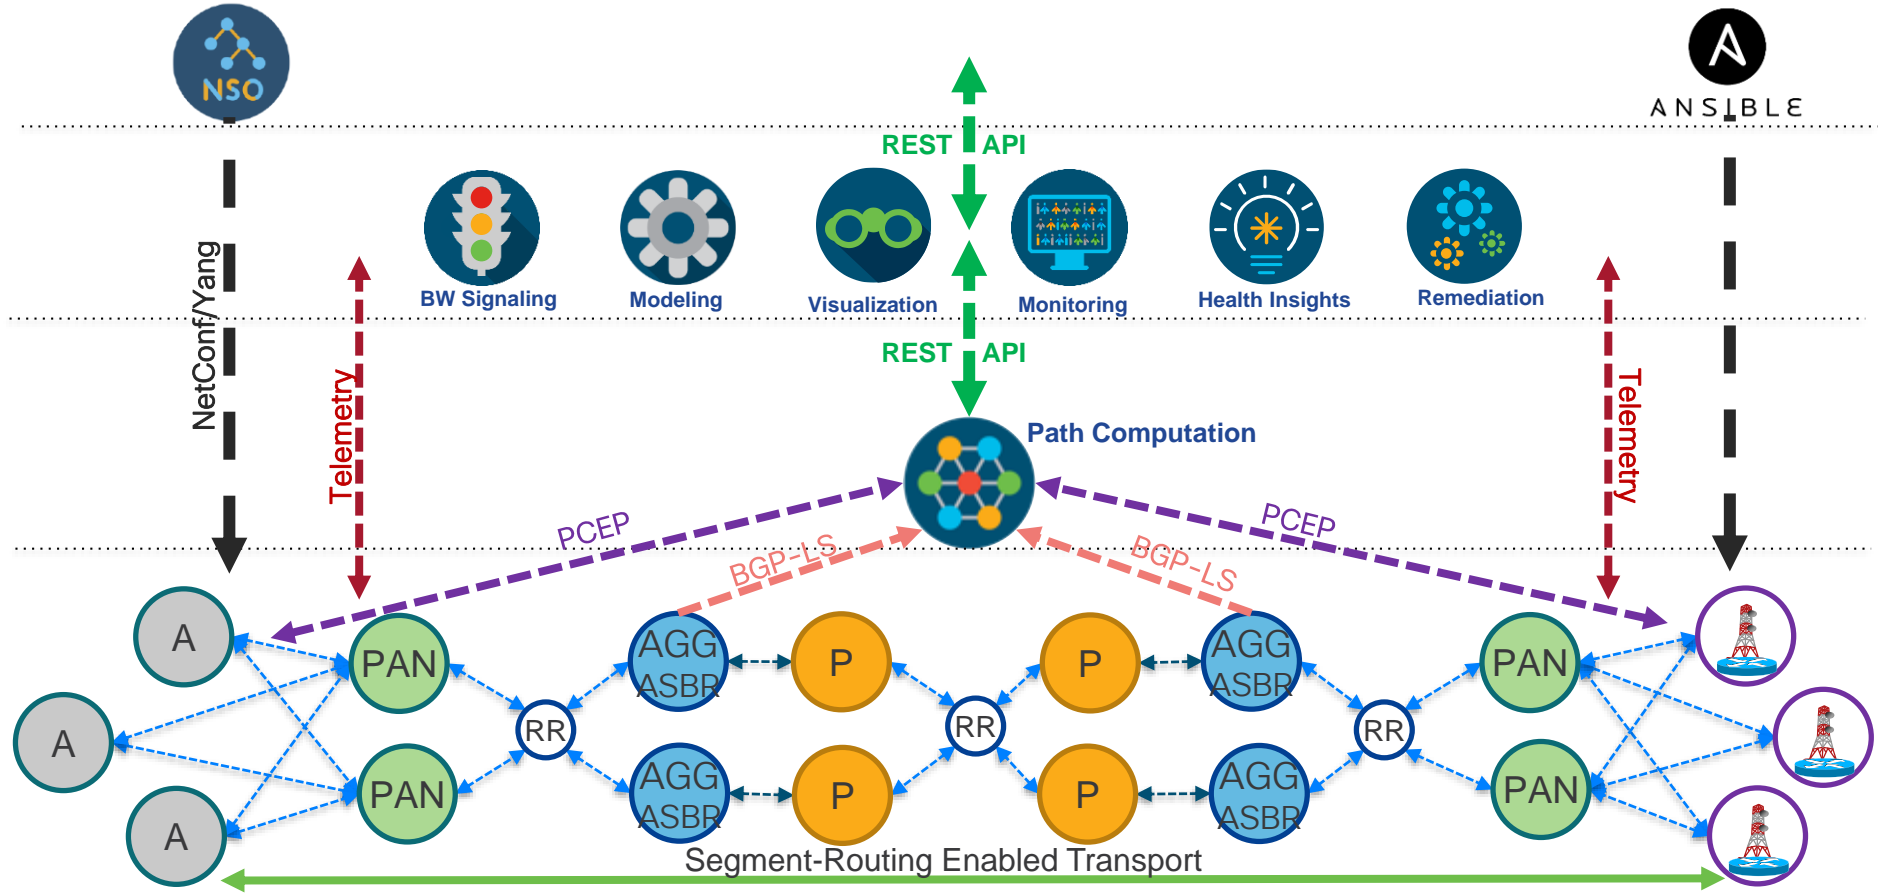 NSO
ANSIBLE
REST API
BW Signaling
Modeling
Visualization
Monitoring
Health Insights
Remediation
NetConf/Yang
Telemetry
REST API
Telemetry
Path Computation
PCEP
PCEP
BGP-LS
BGP-LS
A
PAN
AGG
ASBR
P
P
AGG
ASBR
PAN
A
RR
RR
RR
A
PAN
AGG
ASBR
P
P
AGG
ASBR
PAN
Segment-Routing Enabled Transport